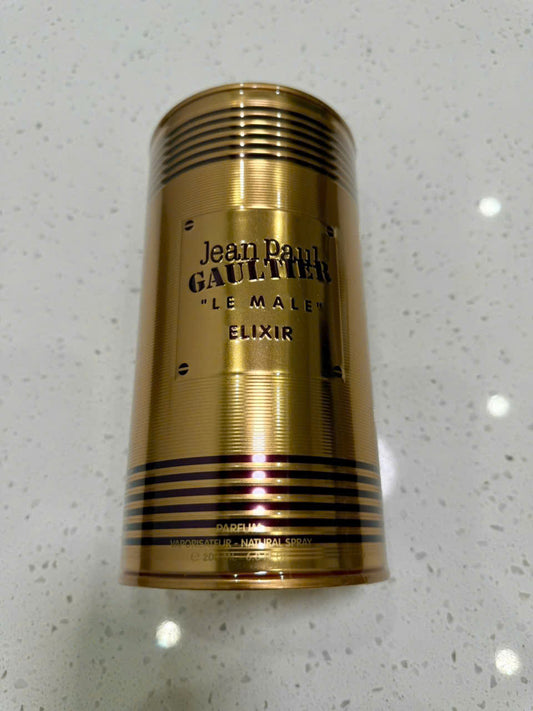 Jean Paul
GAULTIER
"LE MALE"
ELIXIR
PARFUM
VAPORISATEUR - NATURAL SPRAY